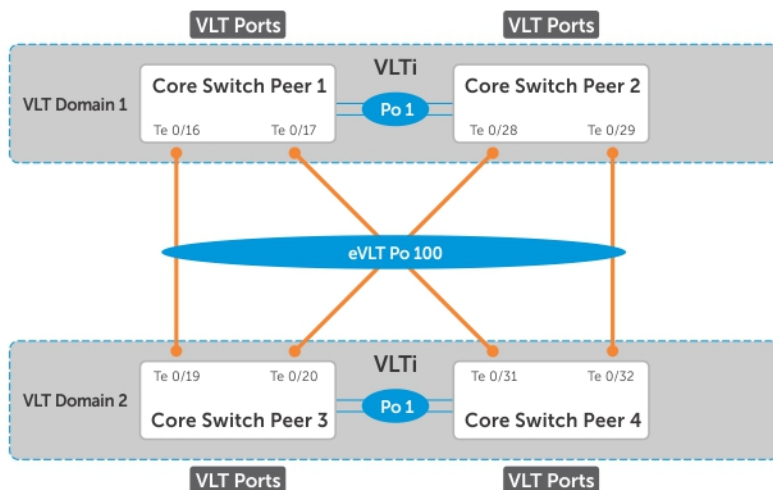 VLT Ports
VLT Ports
VLTi
Core Switch Peer 1
Core Switch Peer 2
VLT Domain 1
Po 1
Te 0/16
Te 0/17
Te 0/28
Te 0/29
eVLT Po 100
VLTi
Te 0/19
Te 0/20
Te 0/31
Te 0/32
VLT Domain 2
Po 1
Core Switch Peer 3
Core Switch Peer 4
VLT Ports
VLT Ports